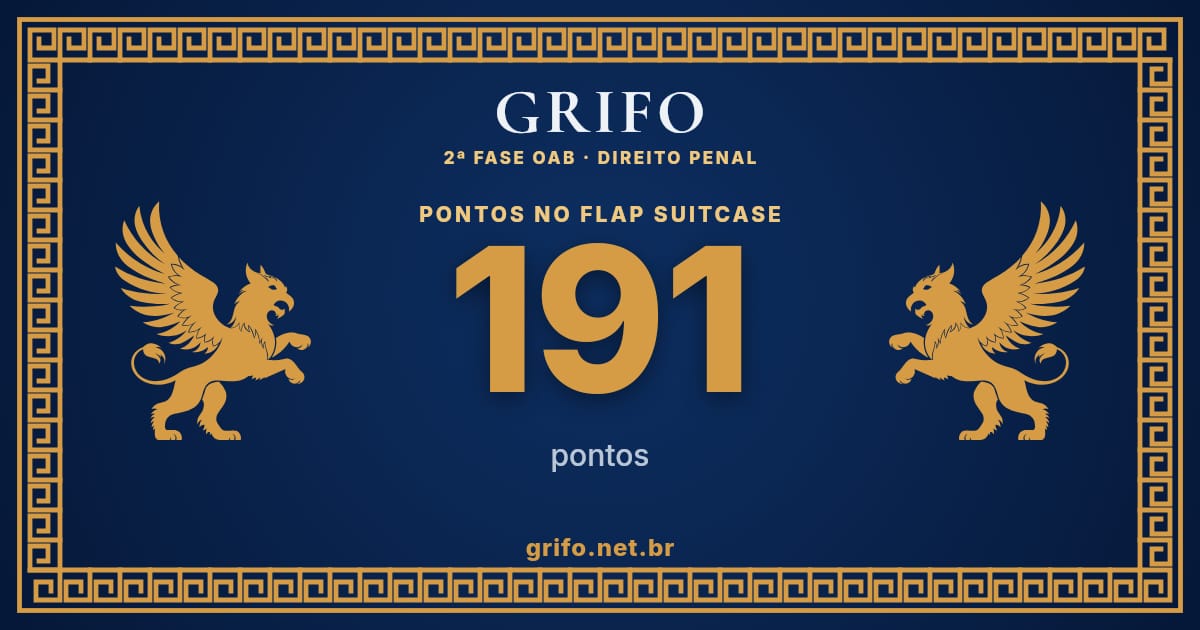 GRIFO
2ª FASE OAB · DIREITO PENAL
PONTOS NO FLAP SUITCASE
191
pontos
grifo.net.br